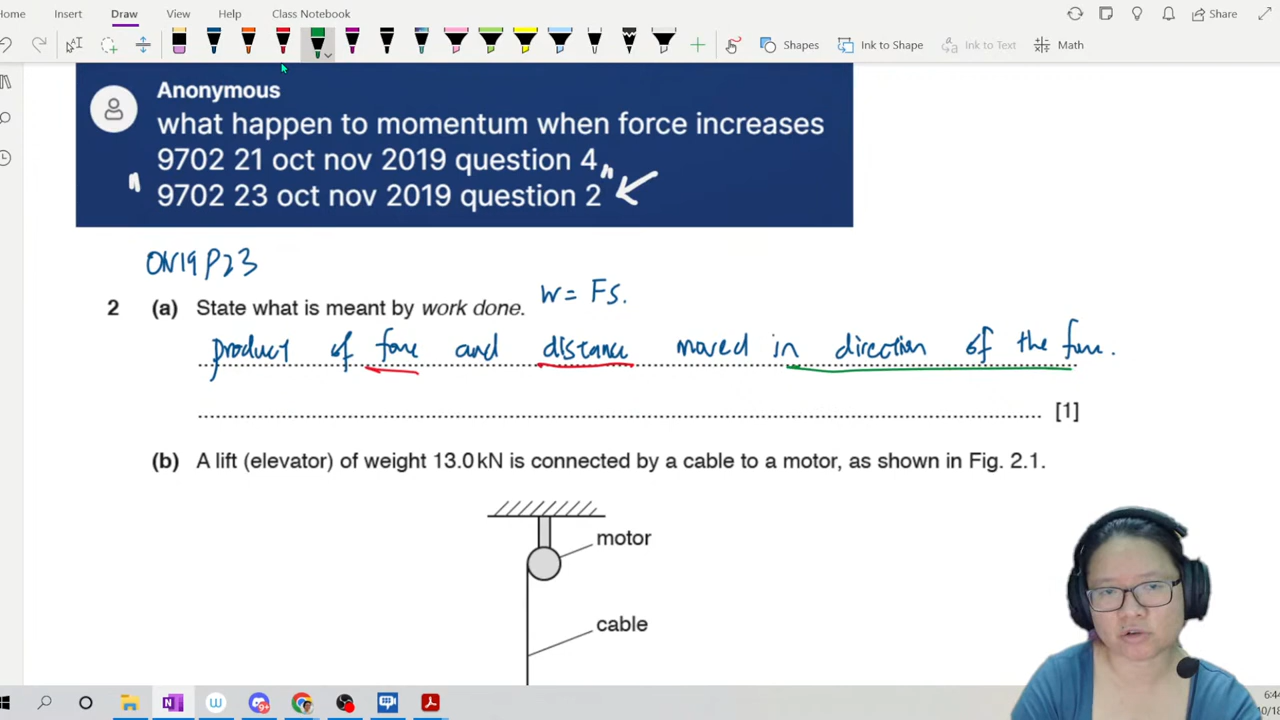 Home Insert Draw View Help Class Notebook Share
Shapes Ink to Shape Ink to Text Math
Anonymous
what happen to momentum when force increases
9702 21 oct nov 2019 question 4
" 9702 23 oct nov 2019 question 2 "
ON19 P23
2 (a) State what is meant by work done. W = Fs.
product of force and distance moved in direction of the force.
[1]
(b) A lift (elevator) of weight 13.0 kN is connected by a cable to a motor, as shown in Fig. 2.1.
motor
cable